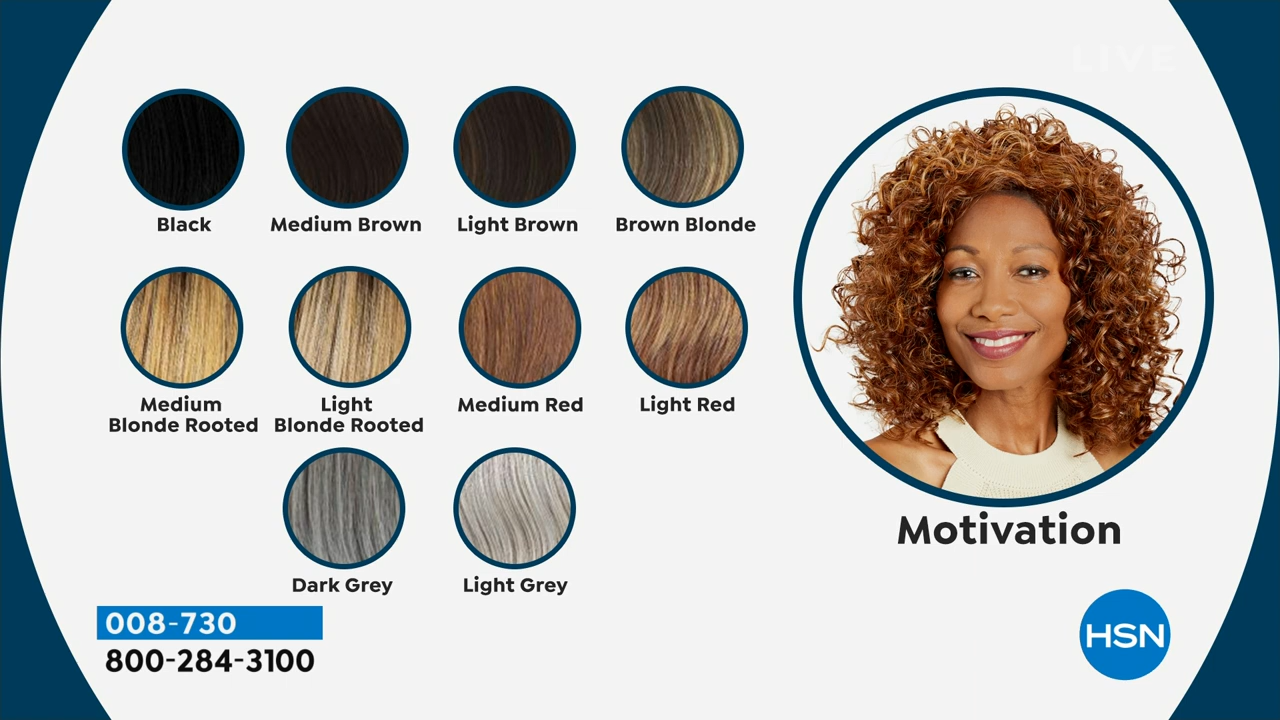 LIVE
Black
Medium Brown
Light Brown
Brown Blonde
Medium
Blonde Rooted
Light
Blonde Rooted
Medium Red
Light Red
Dark Grey
Light Grey
Motivation
008-730
800-284-3100
HSN